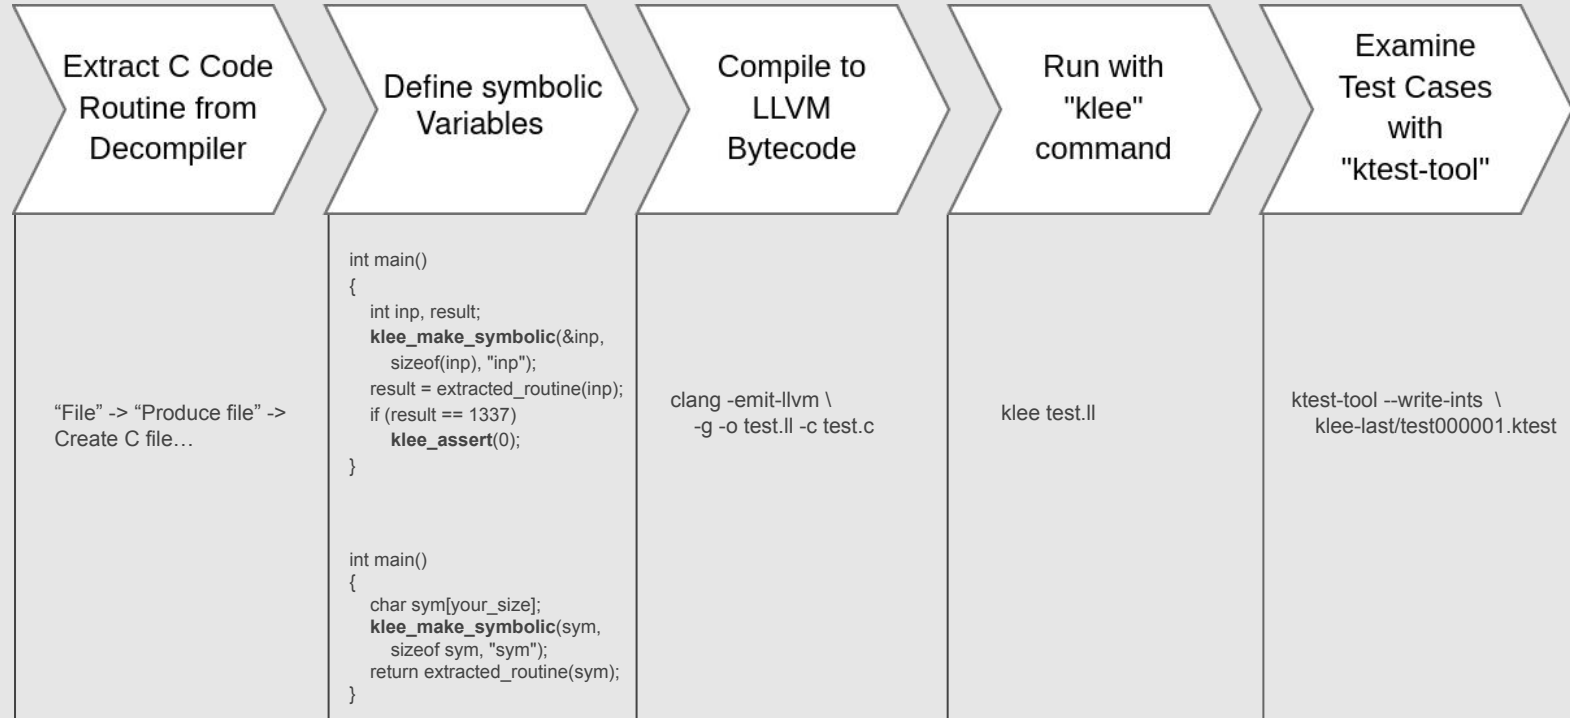 Extract C Code
Routine from
Decompiler
Define symbolic
Variables
Compile to
LLVM
Bytecode
Run with
"klee"
command
Examine
Test Cases
with
"ktest-tool"
“File” -> “Produce file” ->
Create C file…
int main()
{
int inp, result;
klee_make_symbolic(&inp,
sizeof(inp), "inp");
result = extracted_routine(inp);
if (result == 1337)
klee_assert(0);
}
int main()
{
char sym[your_size];
klee_make_symbolic(sym,
sizeof sym, "sym");
return extracted_routine(sym);
}
clang -emit-llvm \
-g -o test.ll -c test.c
klee test.ll
ktest-tool --write-ints \
klee-last/test000001.ktest